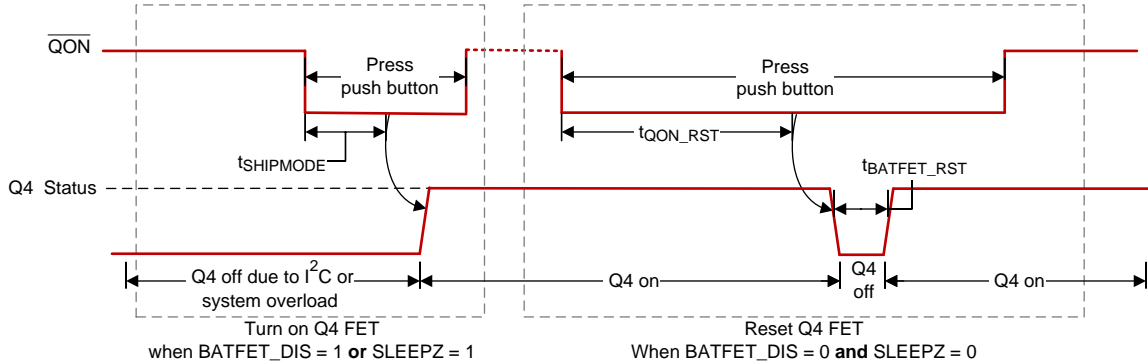 QON
Press
push button
Press
push button
tSHIPMODE
tQON_RST
tBATFET_RST
Q4 Status
Q4 off due to I²C or
system overload
Q4 on
Q4
off
Q4 on
Turn on Q4 FET
when BATFET_DIS = 1 or SLEEPZ = 1
Reset Q4 FET
When BATFET_DIS = 0 and SLEEPZ = 0